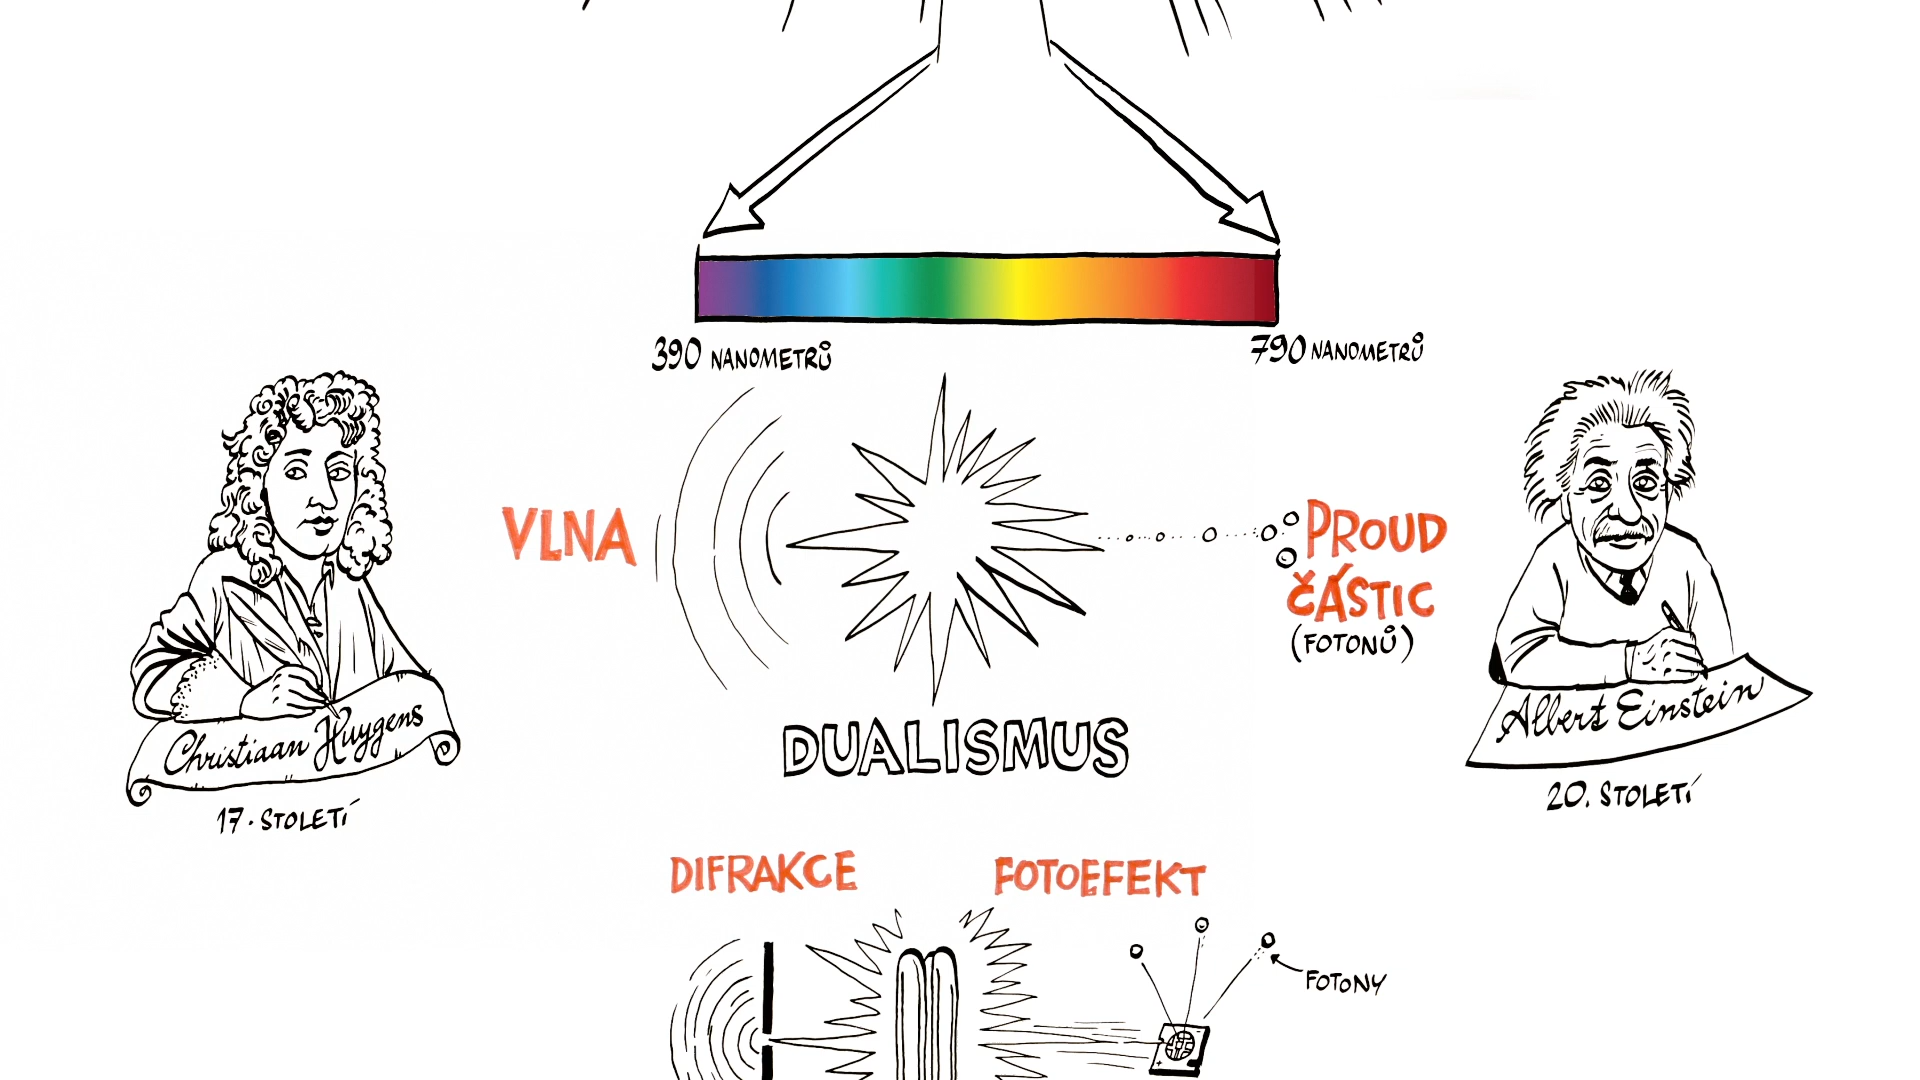 390 NANOMETRŮ
790 NANOMETRŮ
VLNA
PROUD
ČÁSTIC
(FOTONŮ)
Christiaan Huygens
17. STOLETÍ
Albert Einstein
20. STOLETÍ
DUALISMUS
DIFRAKCE
FOTOEFEKT
FOTONY